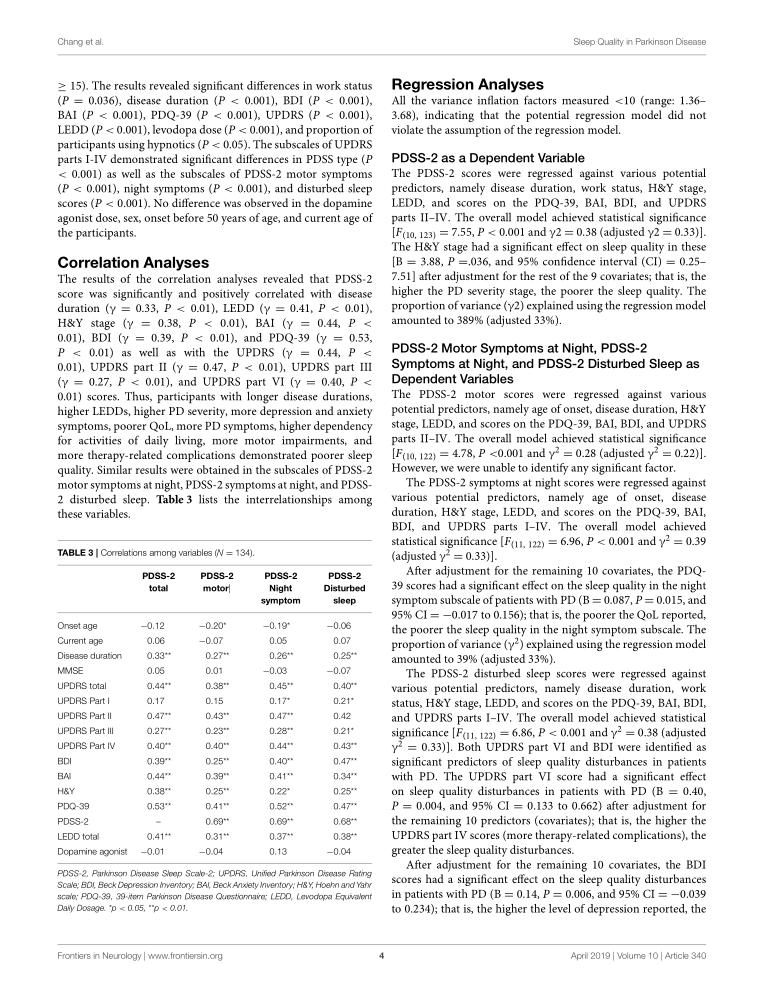 Chang et al.
Sleep Quality in Parkinson Disease
≥ 15). The results revealed significant differences in work status
(P = 0.036), disease duration (P < 0.001), BDI (P < 0.001),
BAI (P < 0.001), PDQ-39 (P < 0.001), UPDRS (P < 0.001),
LEDD (P < 0.001), levodopa dose (P < 0.001), and proportion of
participants using hypnotics (P < 0.05). The subscales of UPDRS
parts I-IV demonstrated significant differences in PDSS type (P
< 0.001) as well as the subscales of PDSS-2 motor symptoms
(P < 0.001), night symptoms (P < 0.001), and disturbed sleep
scores (P < 0.001). No difference was observed in the dopamine
agonist dose, sex, onset before 50 years of age, and current age of
the participants.
Correlation Analyses
The results of the correlation analyses revealed that PDSS-2
score was significantly and positively correlated with disease
duration (γ = 0.33, P < 0.01), LEDD (γ = 0.41, P < 0.01),
H&Y stage (γ = 0.38, P < 0.01), BAI (γ = 0.44, P <
0.01), BDI (γ = 0.39, P < 0.01), and PDQ-39 (γ = 0.53,
P < 0.01) as well as with the UPDRS (γ = 0.44, P <
0.01), UPDRS part II (γ = 0.47, P < 0.01), UPDRS part III
(γ = 0.27, P < 0.01), and UPDRS part VI (γ = 0.40, P <
0.01) scores. Thus, participants with longer disease durations,
higher LEDDs, higher PD severity, more depression and anxiety
symptoms, poorer QoL, more PD symptoms, higher dependency
for activities of daily living, more motor impairments, and
more therapy-related complications demonstrated poorer sleep
quality. Similar results were obtained in the subscales of PDSS-2
motor symptoms at night, PDSS-2 symptoms at night, and PDSS-
2 disturbed sleep. Table 3 lists the interrelationships among
these variables.
TABLE 3 | Correlations among variables (N = 134).
PDSS-2 PDSS-2 PDSS-2 PDSS-2
total motor| Night Disturbed
symptom sleep
Onset age −0.12 −0.20* −0.19* −0.06
Current age 0.06 −0.07 0.05 0.07
Disease duration 0.33** 0.27** 0.26** 0.25**
MMSE 0.05 0.01 −0.03 −0.07
UPDRS total 0.44** 0.38** 0.45** 0.40**
UPDRS Part I 0.17 0.15 0.17* 0.21*
UPDRS Part II 0.47** 0.43** 0.47** 0.42
UPDRS Part III 0.27** 0.23** 0.28** 0.21*
UPDRS Part IV 0.40** 0.40** 0.44** 0.43**
BDI 0.39** 0.25** 0.40** 0.47**
BAI 0.44** 0.39** 0.41** 0.34**
H&Y 0.38** 0.25** 0.22* 0.25**
PDQ-39 0.53** 0.41** 0.52** 0.47**
PDSS-2 – 0.69** 0.69** 0.68**
LEDD total 0.41** 0.31** 0.37** 0.38**
Dopamine agonist −0.01 −0.04 0.13 −0.04
PDSS-2, Parkinson Disease Sleep Scale-2; UPDRS, Unified Parkinson Disease Rating
Scale; BDI, Beck Depression Inventory; BAI, Beck Anxiety Inventory; H&Y, Hoehn and Yahr
scale; PDQ-39, 39-item Parkinson Disease Questionnaire; LEDD, Levodopa Equivalent
Daily Dosage. *p < 0.05, **p < 0.01.
Regression Analyses
All the variance inflation factors measured <10 (range: 1.36–
3.68), indicating that the potential regression model did not
violate the assumption of the regression model.
PDSS-2 as a Dependent Variable
The PDSS-2 scores were regressed against various potential
predictors, namely disease duration, work status, H&Y stage,
LEDD, and scores on the PDQ-39, BAI, BDI, and UPDRS
parts II–IV. The overall model achieved statistical significance
[F(10, 123) = 7.55, P < 0.001 and γ2 = 0.38 (adjusted γ2 = 0.33)].
The H&Y stage had a significant effect on sleep quality in these
[B = 3.88, P =.036, and 95% confidence interval (CI) = 0.25–
7.51] after adjustment for the rest of the 9 covariates; that is, the
higher the PD severity stage, the poorer the sleep quality. The
proportion of variance (γ2) explained using the regression model
amounted to 389% (adjusted 33%).
PDSS-2 Motor Symptoms at Night, PDSS-2
Symptoms at Night, and PDSS-2 Disturbed Sleep as
Dependent Variables
The PDSS-2 motor scores were regressed against various
potential predictors, namely age of onset, disease duration, H&Y
stage, LEDD, and scores on the PDQ-39, BAI, BDI, and UPDRS
parts II–IV. The overall model achieved statistical significance
[F(10, 122) = 4.78, P <0.001 and γ² = 0.28 (adjusted γ² = 0.22)].
However, we were unable to identify any significant factor.
The PDSS-2 symptoms at night scores were regressed against
various potential predictors, namely age of onset, disease
duration, H&Y stage, LEDD, and scores on the PDQ-39, BAI,
BDI, and UPDRS parts I–IV. The overall model achieved
statistical significance [F(11, 122) = 6.96, P < 0.001 and γ² = 0.39
(adjusted γ² = 0.33)].
After adjustment for the remaining 10 covariates, the PDQ-
39 scores had a significant effect on the sleep quality in the night
symptom subscale of patients with PD (B = 0.087, P = 0.015, and
95% CI = −0.017 to 0.156); that is, the poorer the QoL reported,
the poorer the sleep quality in the night symptom subscale. The
proportion of variance (γ²) explained using the regression model
amounted to 39% (adjusted 33%).
The PDSS-2 disturbed sleep scores were regressed against
various potential predictors, namely disease duration, work
status, H&Y stage, LEDD, and scores on the PDQ-39, BAI, BDI,
and UPDRS parts I–IV. The overall model achieved statistical
significance [F(11, 122) = 6.86, P < 0.001 and γ² = 0.38 (adjusted
γ² = 0.33)]. Both UPDRS part VI and BDI were identified as
significant predictors of sleep quality disturbances in patients
with PD. The UPDRS part VI score had a significant effect
on sleep quality disturbances in patients with PD (B = 0.40,
P = 0.004, and 95% CI = 0.133 to 0.662) after adjustment for
the remaining 10 predictors (covariates); that is, the higher the
UPDRS part IV scores (more therapy-related complications), the
greater the sleep quality disturbances.
After adjustment for the remaining 10 covariates, the BDI
scores had a significant effect on the sleep quality disturbances
in patients with PD (B = 0.14, P = 0.006, and 95% CI = −0.039
to 0.234); that is, the higher the level of depression reported, the
Frontiers in Neurology | www.frontiersin.org
4
April 2019 | Volume 10 | Article 340